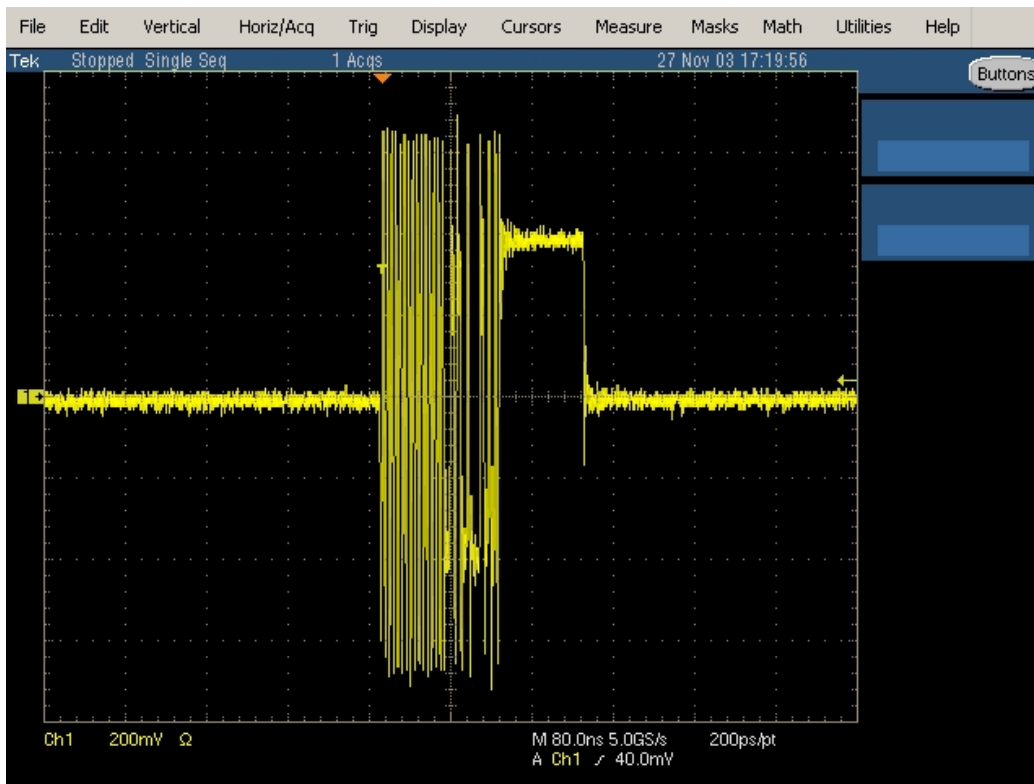 File Edit Vertical Horiz/Acq Trig Display Cursors Measure Masks Math Utilities Help
Tek Stopped Single Seq 1 Acqs 27 Nov 03 17:19:56
Buttons
1
Ch1 200mV Ω M 80.0ns 5.0GS/s 200ps/pt
A Ch1 ∕ 40.0mV